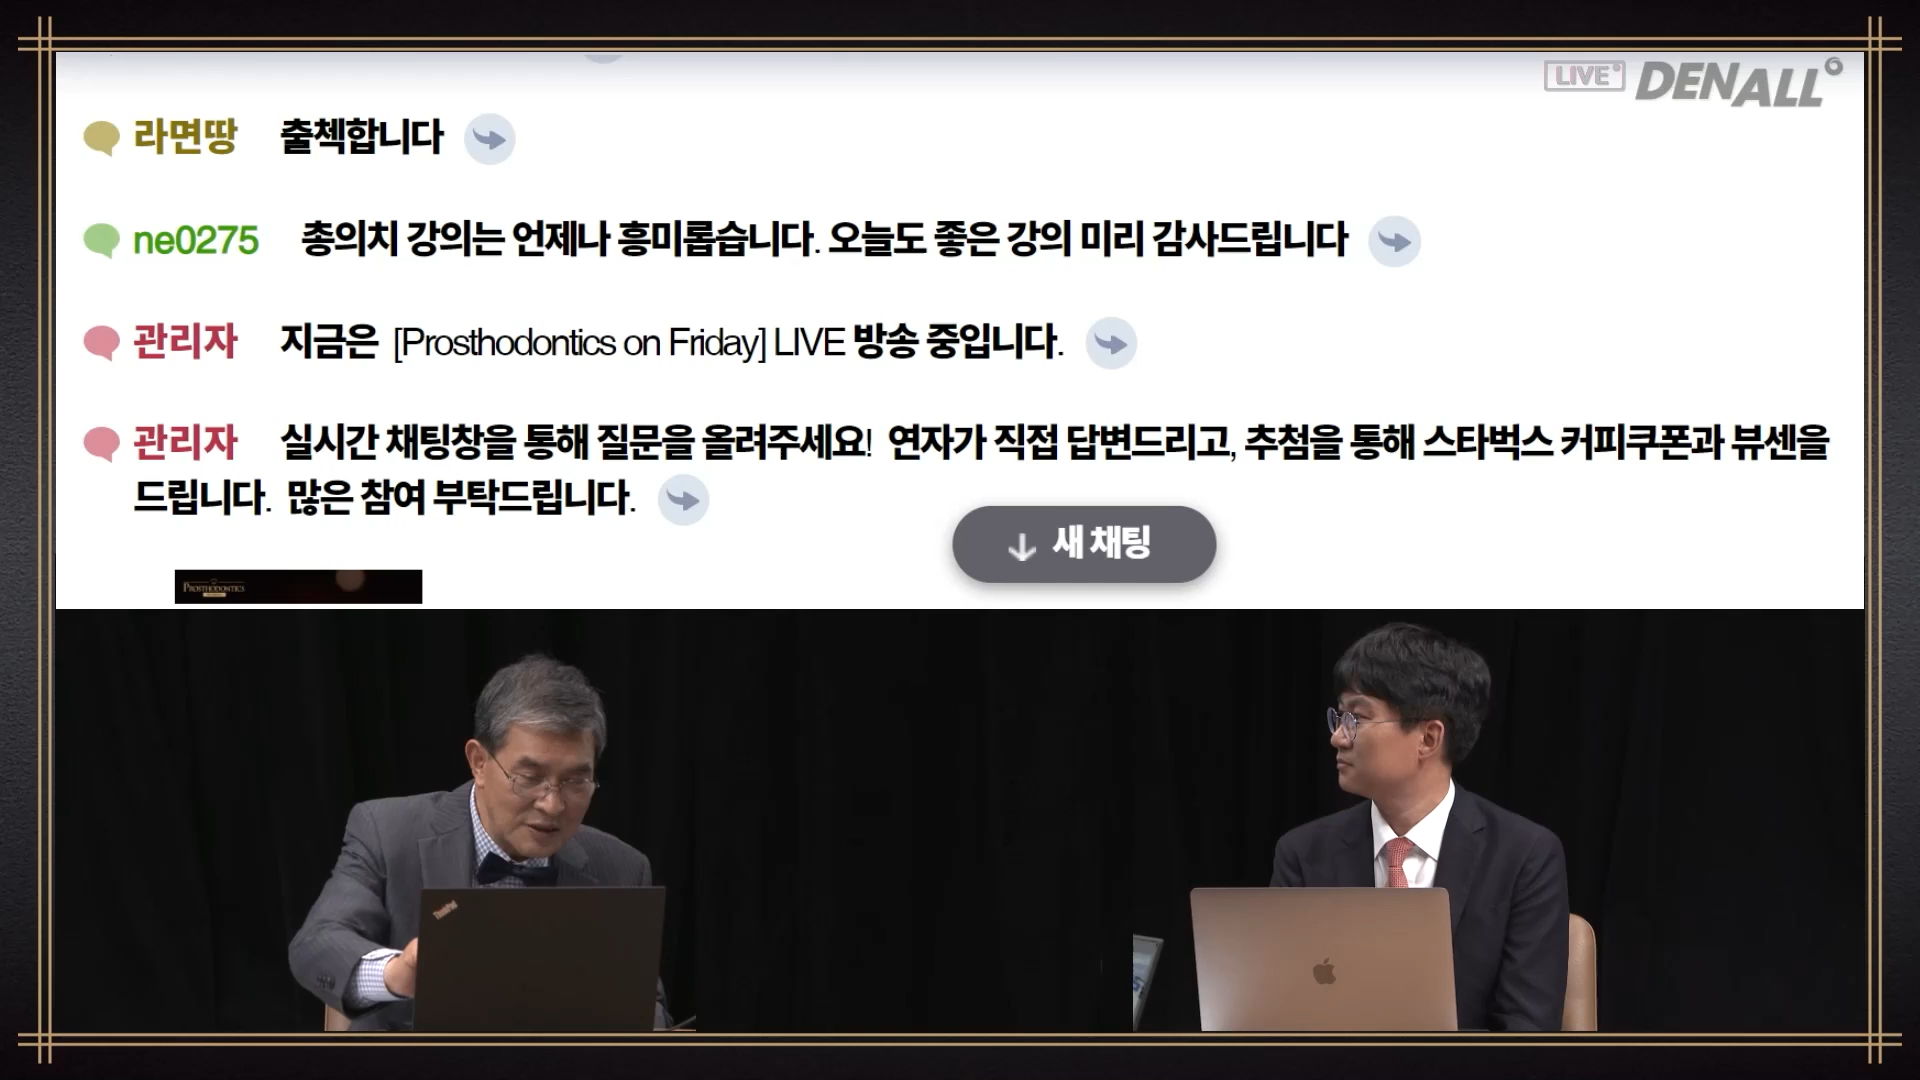 LIVE DENALL
라면땅 출첵합니다
ne0275 총의치 강의는 언제나 흥미롭습니다. 오늘도 좋은 강의 미리 감사드립니다
관리자 지금은 [Prosthodontics on Friday] LIVE 방송 중입니다.
관리자 실시간 채팅창을 통해 질문을 올려주세요! 연자가 직접 답변드리고, 추첨을 통해 스타벅스 커피쿠폰과 뷰센을
드립니다. 많은 참여 부탁드립니다.
새 채팅
PROSTHODONTICS
ThinkPad